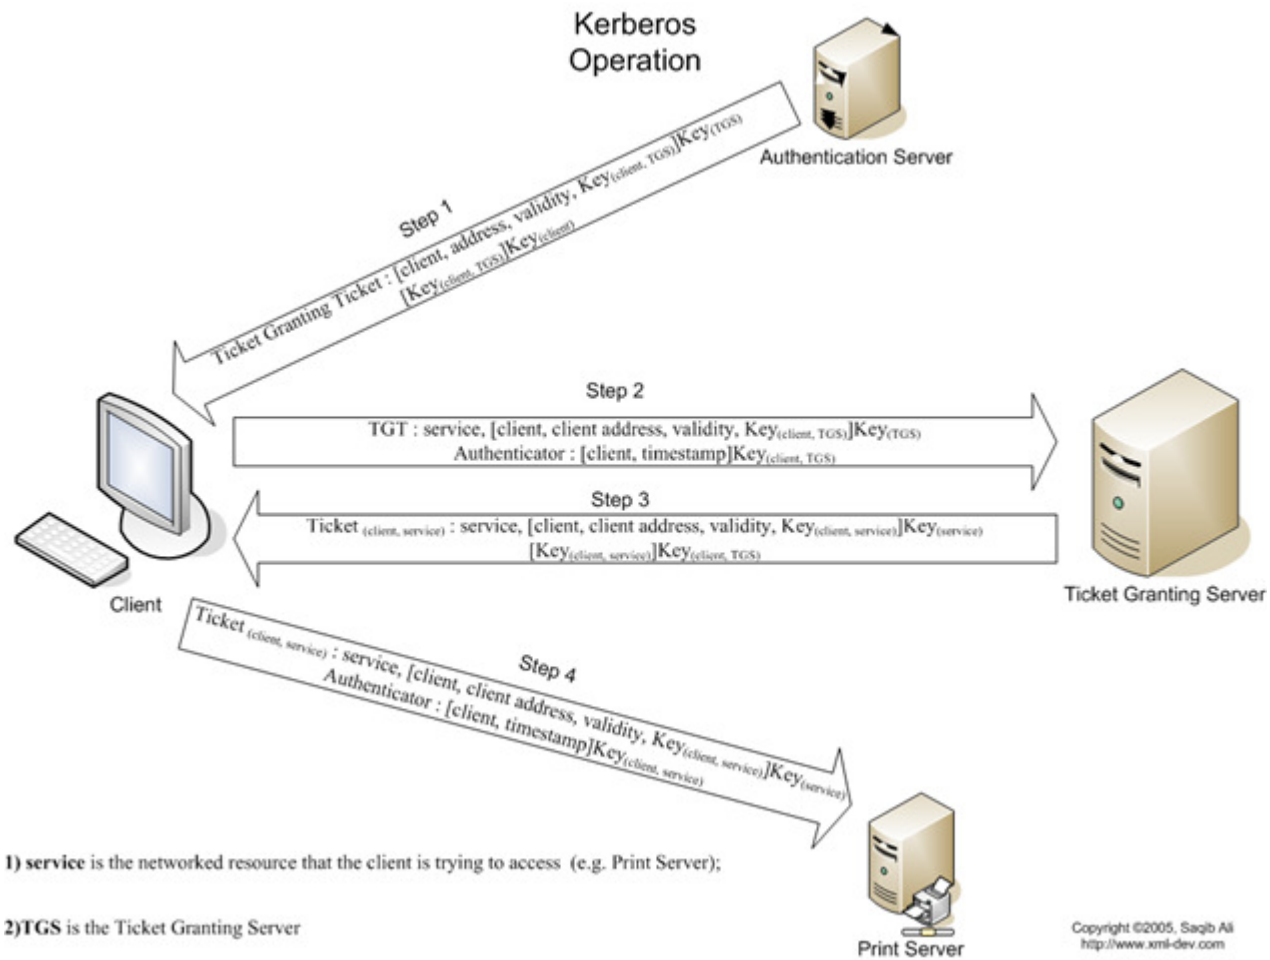 Kerberos
Operation
Authentication Server
Step 1
Ticket Granting Ticket : [client, address, validity, Key(client, TGS)]Key(TGS)
[Key(client, TGS)]Key(client)
Step 2
TGT : service, [client, client address, validity, Key(client, TGS)]Key(TGS)
Authenticator : [client, timestamp]Key(client, TGS)
Step 3
Ticket (client, service) : service, [client, client address, validity, Key(client, service)]Key(service)
[Key(client, service)]Key(client, TGS)
Client
Ticket Granting Server
Step 4
Ticket (client, service) : service, [client, client address, validity, Key(client, service)]Key(service)
Authenticator : [client, timestamp]Key(client, service)
1) service is the networked resource that the client is trying to access (e.g. Print Server);
2)TGS is the Ticket Granting Server
Print Server
Copyright ©2005, Saqib Ali
http://www.xml-dev.com